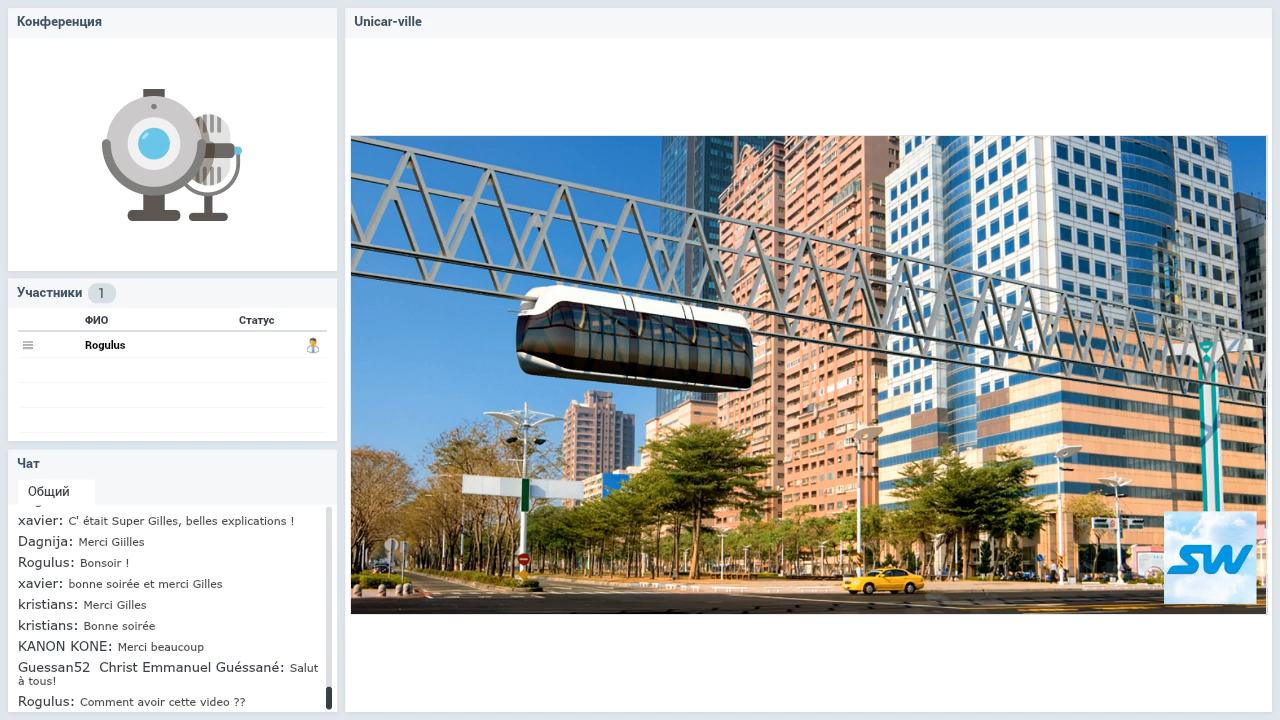 Конференция
Unicar-ville
Участники 1
ФИО Статус
Rogulus
Чат
Общий
xavier: C' était Super Gilles, belles explications !
Dagnija: Merci Giilles
Rogulus: Bonsoir !
xavier: bonne soirée et merci Gilles
kristians: Merci Gilles
kristians: Bonne soirée
KANON KONE: Merci beaucoup
Guessan52 Christ Emmanuel Guéssané: Salut
à tous!
Rogulus: Comment avoir cette video ??
SW